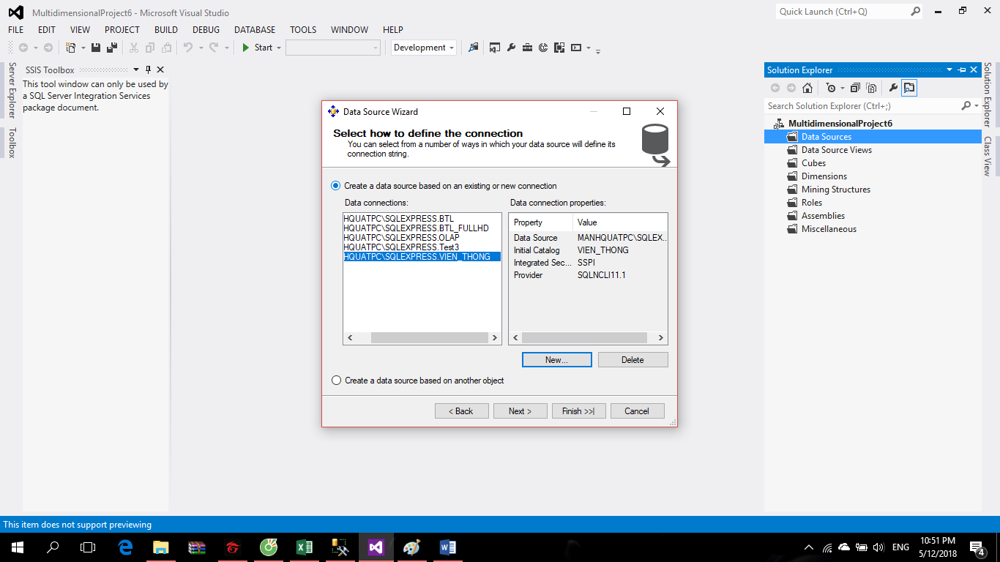 MultidimensionalProject6 - Microsoft Visual Studio
Quick Launch (Ctrl+Q)
FILE EDIT VIEW PROJECT BUILD DEBUG DATABASE TOOLS WINDOW HELP
Start
Development
Server Explorer
Toolbox
SSIS Toolbox
This tool window can only be used by
a SQL Server Integration Services
package document.
Data Source Wizard
Select how to define the connection
You can select from a number of ways in which your data source will define its
connection string.
Create a data source based on an existing or new connection
Data connections:
HQUATPC\SQLEXPRESS.BTL
HQUATPC\SQLEXPRESS.BTL_FULLHD
HQUATPC\SQLEXPRESS.OLAP
HQUATPC\SQLEXPRESS.Test3
HQUATPC\SQLEXPRESS.VIEN_THONG
Data connection properties:
Property Value
Data Source MANHQUATPC\SQLEX...
Initial Catalog VIEN_THONG
Integrated Sec... SSPI
Provider SQLNCLI11.1
New... Delete
Create a data source based on another object
< Back Next > Finish >>| Cancel
Solution Explorer
Search Solution Explorer (Ctrl+;)
MultidimensionalProject6
Data Sources
Data Source Views
Cubes
Dimensions
Mining Structures
Roles
Assemblies
Miscellaneous
Solution Explorer
Class View
This item does not support previewing
ENG
10:51 PM
5/12/2018
4